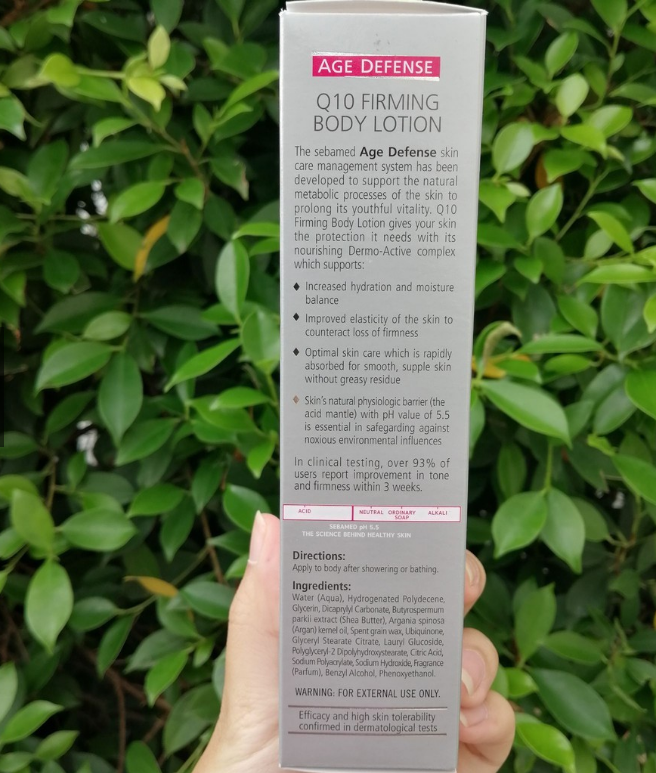 AGE DEFENSE
Q10 FIRMING
BODY LOTION
The sebamed Age Defense skin
care management system has been
developed to support the natural
metabolic processes of the skin to
prolong its youthful vitality. Q10
Firming Body Lotion gives your skin
the protection it needs with its
nourishing Dermo-Active complex
which supports:
♦ Increased hydration and moisture
balance
♦ Improved elasticity of the skin to
counteract loss of firmness
♦ Optimal skin care which is rapidly
absorbed for smooth, supple skin
without greasy residue
♦ Skin's natural physiologic barrier (the
acid mantle) with pH value of 5.5
is essential in safegarding against
noxious environmental influences
In clinical testing, over 93% of
users report improvement in tone
and firmness within 3 weeks.
ACID NEUTRAL ORDINARY ALKALI
SOAP
SEBAMED pH 5.5
THE SCIENCE BEHIND HEALTHY SKIN
Directions:
Apply to body after showering or bathing.
Ingredients:
Water (Aqua), Hydrogenated Polydecene,
Glycerin, Dicaprylyl Carbonate, Butyrospermum
parkii extract (Shea Butter), Argania spinosa
(Argan) kernel oil, Spent grain wax, Ubiquinone,
Glyceryl Stearate Citrate, Lauryl Glucoside,
Polyglyceryl-2 Dipolyhydroxystearate, Citric Acid,
Sodium Polyacrylate, Sodium Hydroxide, Fragrance
(Parfum), Benzyl Alcohol, Phenoxyethanol.
WARNING: FOR EXTERNAL USE ONLY.
Efficacy and high skin tolerability
confirmed in dermatological tests